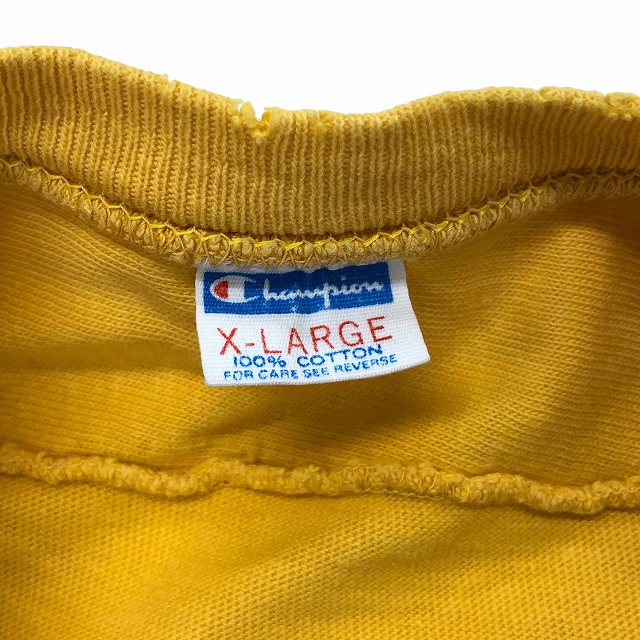 Champion
X-LARGE
100% COTTON
FOR CARE SEE REVERSE